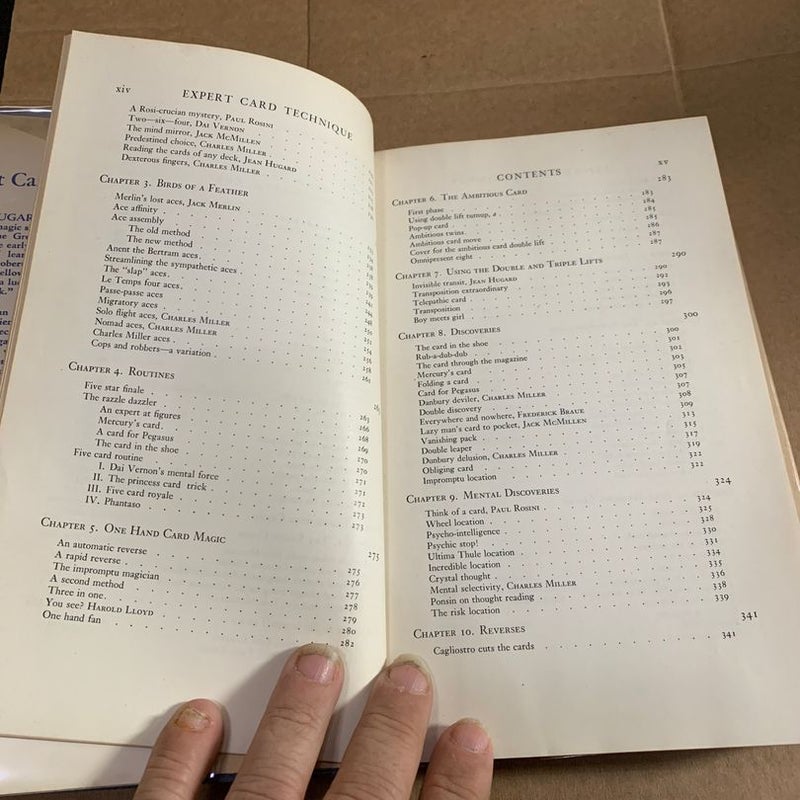 xiv
EXPERT CARD TECHNIQUE
A Rosi-crucian mystery, PAUL ROSINI
Two—six—four, DAI VERNON
The mind mirror, JACK McMILLEN
Predestined choice, CHARLES MILLER
Reading the cards of any deck, JEAN HUGARD
Dexterous fingers, CHARLES MILLER
CHAPTER 3. BIRDS OF A FEATHER
Merlin's lost aces, JACK MERLIN
Ace affinity
Ace assembly
The old method
The new method
Anent the Bertram aces
Streamlining the sympathetic aces
The "slap" aces
Le Temps four aces
Passe-passe aces
Migratory aces
Solo flight aces, CHARLES MILLER
Nomad aces, CHARLES MILLER
Charles Miller aces
Cops and robbers—a variation
CHAPTER 4. ROUTINES
Five star finale
The razzle dazzler
An expert at figures
Mercury's card
A card for Pegasus
The card in the shoe
Five card routine
I. Dai Vernon's mental force
II. The princess card trick
III. Five card royale
IV. Phantaso
CHAPTER 5. ONE HAND CARD MAGIC 275
An automatic reverse 275
A rapid reverse 276
The impromptu magician 277
A second method 278
Three in one 279
You see? HAROLD LLOYD 280
One hand fan 282
t Ca
UGAR
CONTENTS
xv
CHAPTER 6. THE AMBITIOUS CARD 283
First phase 283
Using double lift turnup, a 284
Pop-up card 285
Ambitious twins 285
Ambitious card move 286
Cover for the ambitious card double lift 287
Omnipresent eight 287
CHAPTER 7. USING THE DOUBLE AND TRIPLE LIFTS 290
Invisible transit, JEAN HUGARD 290
Transposition extraordinary 292
Telepathic card 293
Transposition 296
Boy meets girl 297
CHAPTER 8. DISCOVERIES 300
The card in the shoe 300
Rub-a-dub-dub 301
The card through the magazine 302
Mercury's card 303
Folding a card 305
Card for Pegasus 307
Danbury deviler, CHARLES MILLER 307
Double discovery 308
Everywhere and nowhere, FREDERICK BRAUE 309
Lazy man's card to pocket, JACK McMILLEN 313
Vanishing pack 315
Double leaper 317
Dunbury delusion, CHARLES MILLER 319
Obliging card 322
Impromptu location 322
CHAPTER 9. MENTAL DISCOVERIES 324
Think of a card, PAUL ROSINI 324
Wheel location 325
Psycho-intelligence 328
Psychic stop! 330
Ultima Thule location 331
Incredible location 334
Crystal thought 335
Mental selectivity, CHARLES MILLER 336
Ponsin on thought reading 338
The risk location 339
CHAPTER 10. REVERSES 341
Cagliostro cuts the cards 341